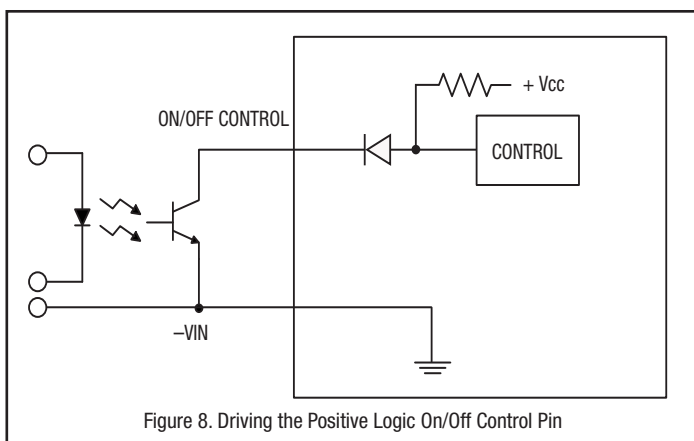 + Vcc
ON/OFF CONTROL
CONTROL
–VIN
Figure 8. Driving the Positive Logic On/Off Control Pin